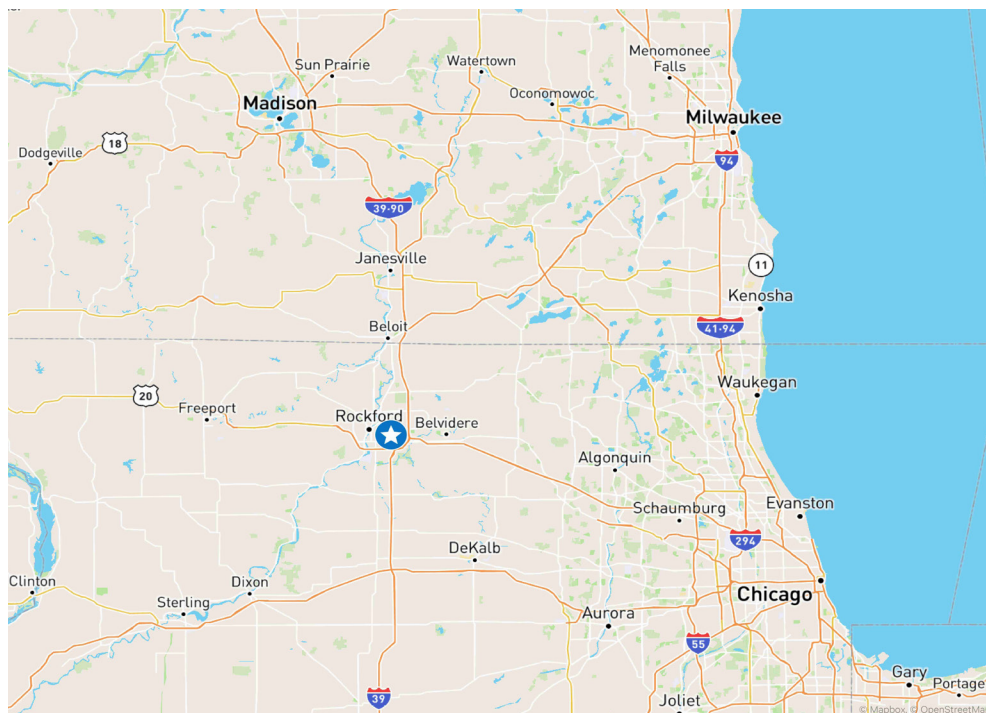 Sun Prairie
Watertown
Menomonee
Falls
Oconomowoc
Madison
Milwaukee
18
Dodgeville
94
39-90
Janesville
11
Kenosha
Beloit
41-94
Waukegan
20
Freeport
Rockford
Belvidere
Algonquin
Schaumburg
Evanston
294
DeKalb
Clinton
Dixon
Chicago
Sterling
Aurora
55
Gary
Portage
39
Joliet
© Mapbox, © OpenStreetMa